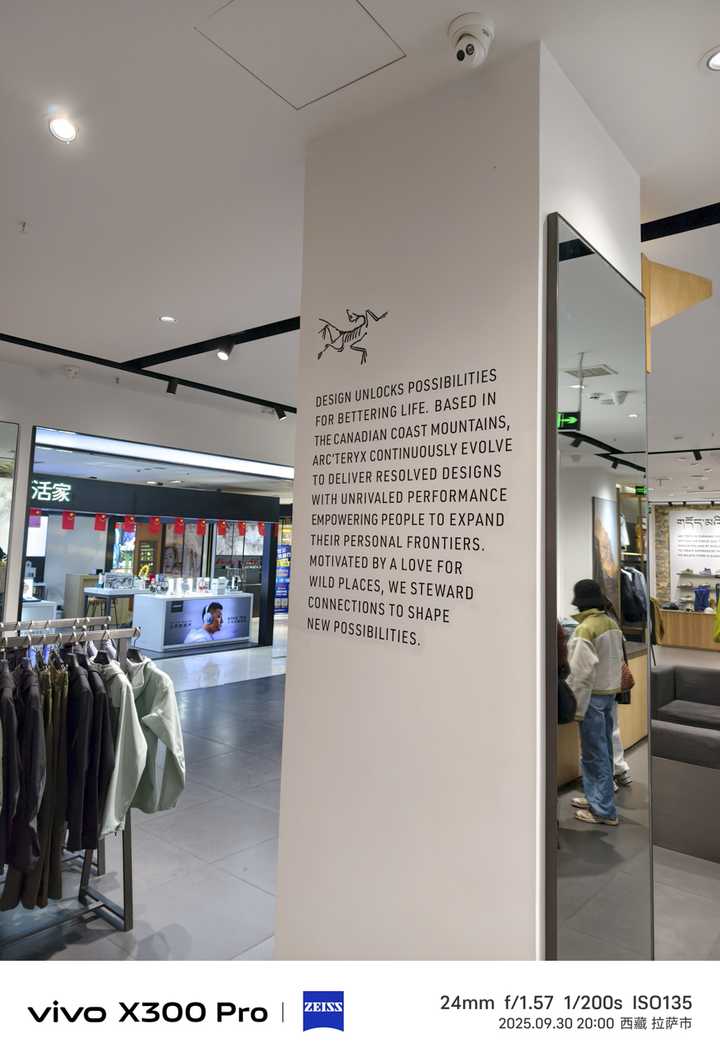 DESIGN UNLOCKS POSSIBILITIES
FOR BETTERING LIFE. BASED IN
THE CANADIAN COAST MOUNTAINS,
ARC'TERYX CONTINUOUSLY EVOLVE
TO DELIVER RESOLVED DESIGNS
WITH UNRIVALED PERFORMANCE
EMPOWERING PEOPLE TO EXPAND
THEIR PERSONAL FRONTIERS.
MOTIVATED BY A LOVE FOR
WILD PLACES, WE STEWARD
CONNECTIONS TO SHAPE
NEW POSSIBILITIES.
活家
vivo X300 Pro
ZEISS
24mm f/1.57 1/200s ISO135
2025.09.30 20:00 西藏 拉萨市